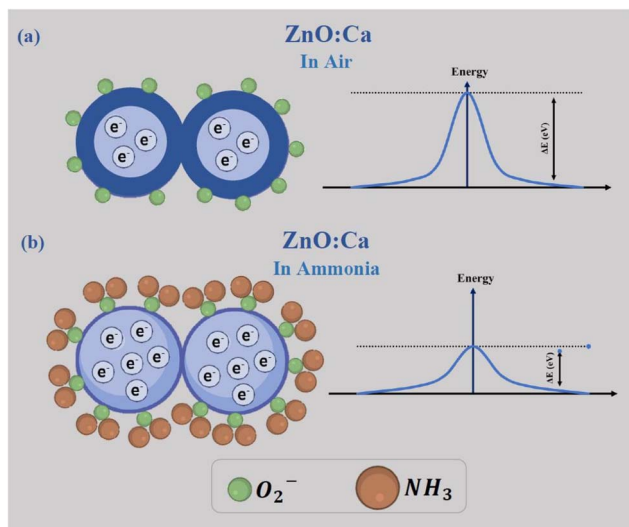 (a)
ZnO:Ca
In Air
Energy
ΔE (eV)
e⁻
e⁻
e⁻
e⁻
e⁻
e⁻
(b)
ZnO:Ca
In Ammonia
Energy
ΔE (eV)
e⁻
e⁻
e⁻
e⁻
e⁻
e⁻
e⁻
e⁻
e⁻
e⁻
e⁻
e⁻
O₂⁻
NH₃